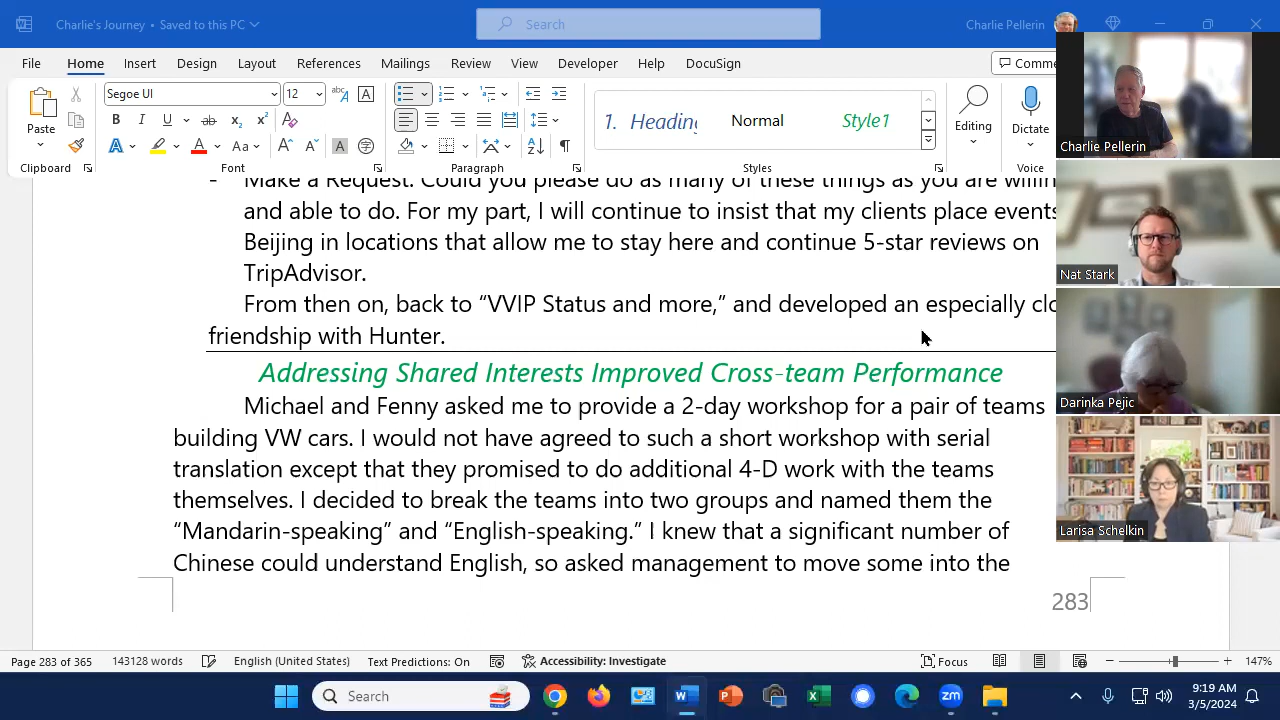 Charlie's Journey • Saved to this PC
Search
Charlie Pellerin
File Home Insert Design Layout References Mailings Review View Developer Help DocuSign
Comme
Paste
Segoe UI
12
Clipboard
Font
Paragraph
1. Heading
Normal
Style1
Styles
Editing
Dictate
Voice
Charlie Pellerin
Nat Stark
Darinka Pejic
Larisa Schelkin
- Make a Request. Could you please do as many of these things as you are willin
and able to do. For my part, I will continue to insist that my clients place events
Beijing in locations that allow me to stay here and continue 5-star reviews on
TripAdvisor.
From then on, back to “VVIP Status and more,” and developed an especially clo
friendship with Hunter.
Addressing Shared Interests Improved Cross-team Performance
Michael and Fenny asked me to provide a 2-day workshop for a pair of teams
building VW cars. I would not have agreed to such a short workshop with serial
translation except that they promised to do additional 4-D work with the teams
themselves. I decided to break the teams into two groups and named them the
“Mandarin-speaking” and “English-speaking.” I knew that a significant number of
Chinese could understand English, so asked management to move some into the
283
Page 283 of 365
143128 words
English (United States)
Text Predictions: On
Accessibility: Investigate
Focus
147%
Search
9:19 AM
3/5/2024